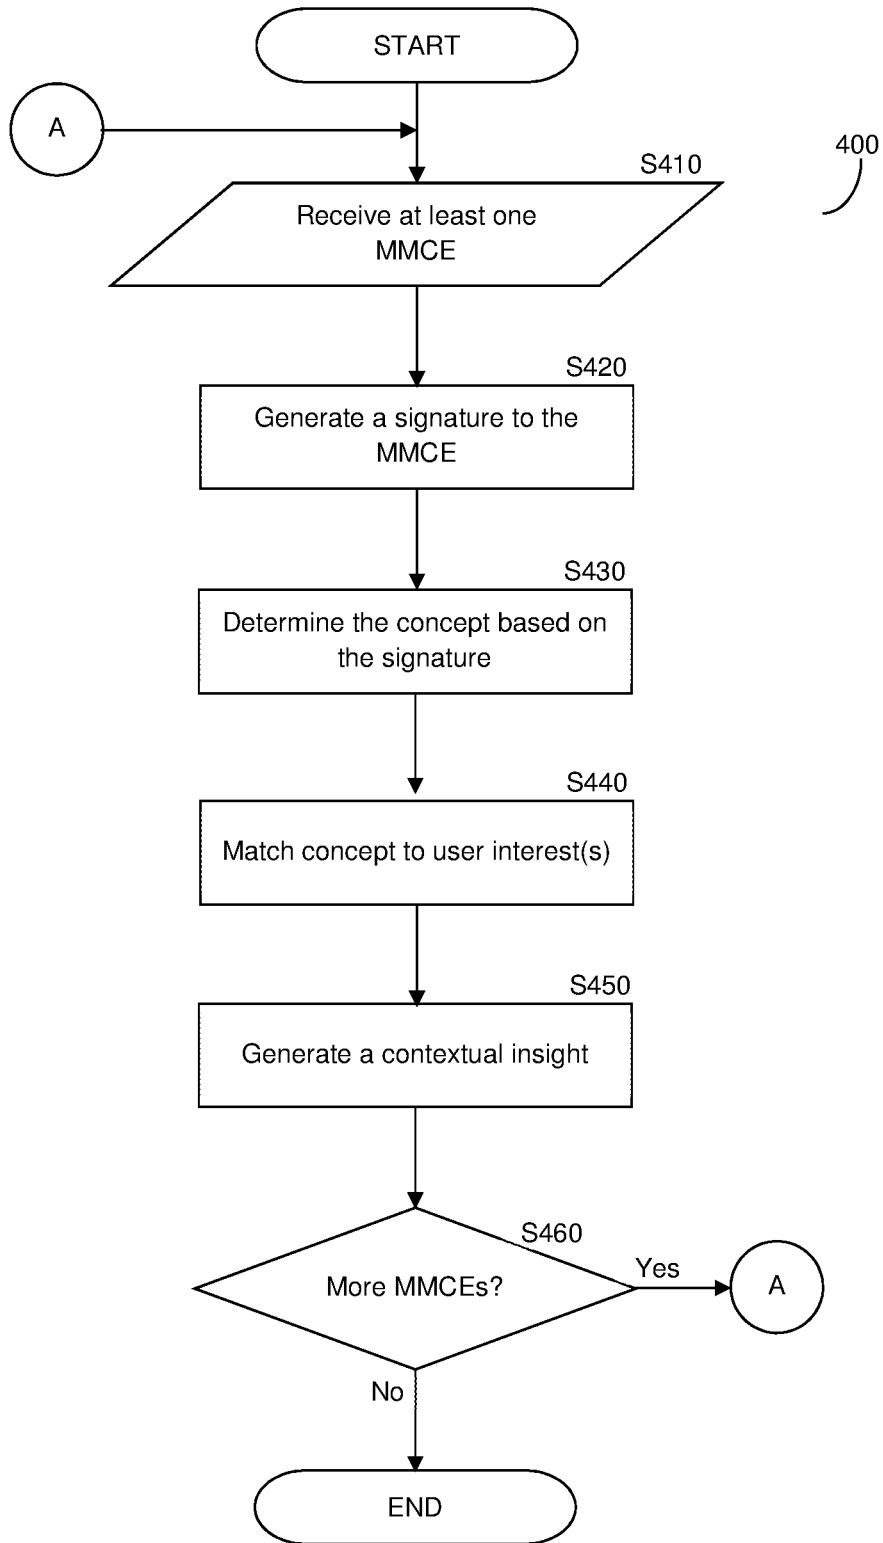 START
A
400
S410
Receive at least one
MMCE
S420
Generate a signature to the
MMCE
S430
Determine the concept based on
the signature
S440
Match concept to user interest(s)
S450
Generate a contextual insight
S460
More MMCEs?
Yes
A
No
END